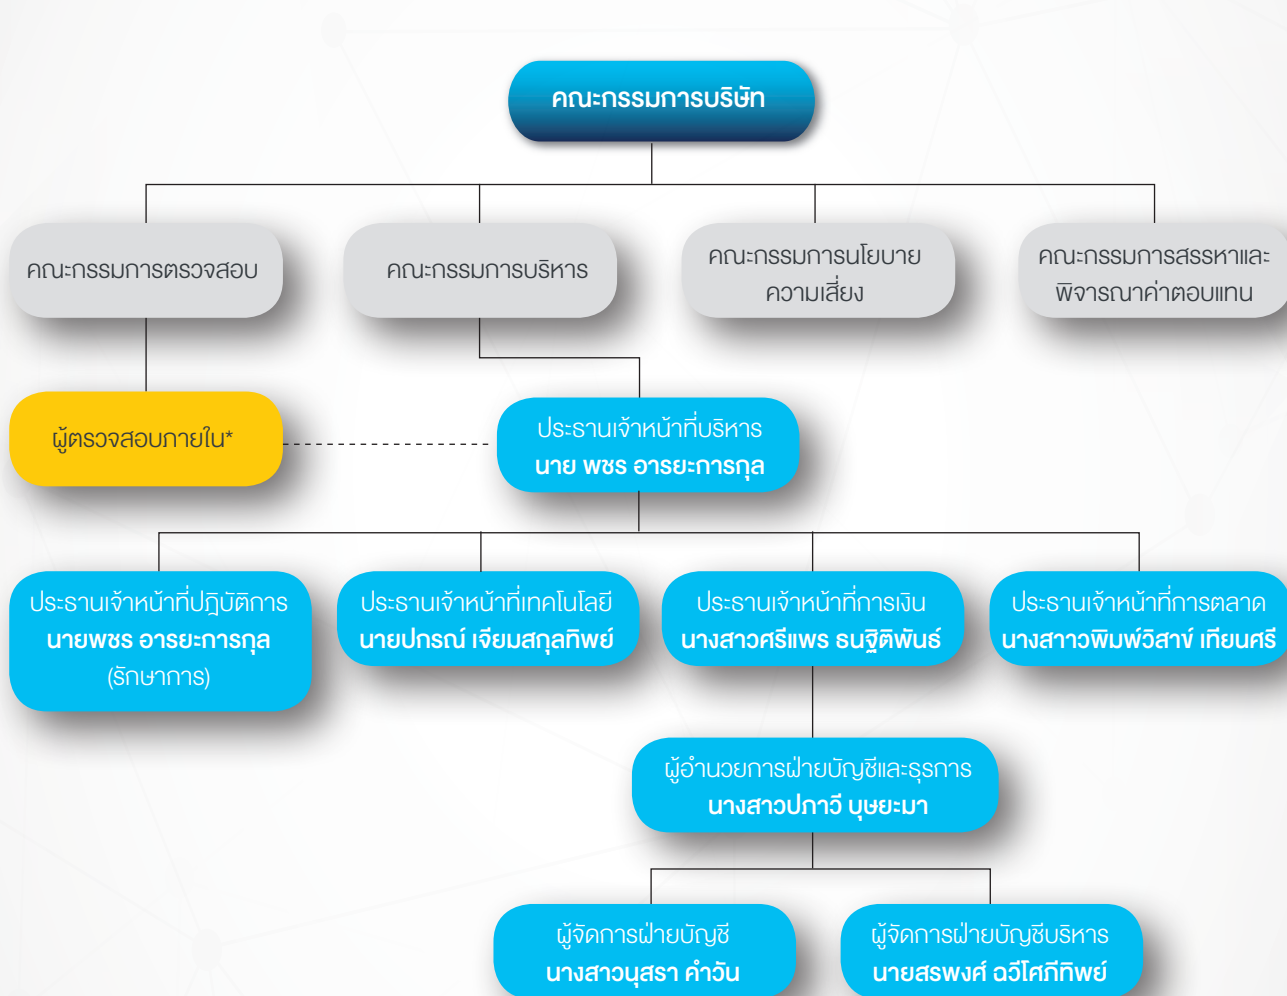 คณะกรรมการบริษัท
คณะกรรมการตรวจสอบ
คณะกรรมการบริหาร
คณะกรรมการนโยบาย
ความเสี่ยง
คณะกรรมการสรรหาและ
พิจารณาค่าตอบแทน
ผู้ตรวจสอบภายใน*
ประธานเจ้าหน้าที่บริหาร
นาย พชร อารยะการกุล
ประธานเจ้าหน้าที่ปฎิบัติการ
นายพชร อารยะการกุล
(รักษาการ)
ประธานเจ้าหน้าที่เทคโนโลยี
นายปกรณ์ เจียมสกุลทิพย์
ประธานเจ้าหน้าที่การเงิน
นางสาวศรีแพร ธนฐิติพันธ์
ประธานเจ้าหน้าที่การตลาด
นางสาาวพิมพ์วิสาข์ เทียนศรี
ผู้อำนวยการฝ่ายบัญชีและธุรการ
นางสาวปภาวี บุษยะมา
ผู้จัดการฝ่ายบัญชี
นางสาวนุสรา คำวัน
ผู้จัดการฝ่ายบัญชีบริหาร
นายสรพงศ์ ฉวีโศภีทิพย์